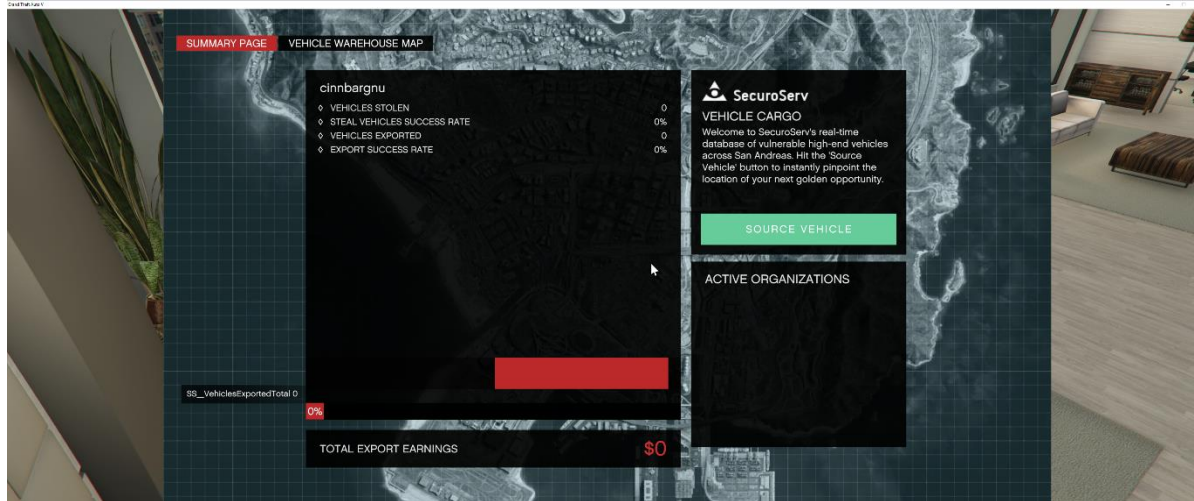 Grand Theft Auto V
SUMMARY PAGE
VEHICLE WAREHOUSE MAP
cinnbargnu
◊ VEHICLES STOLEN 0
◊ STEAL VEHICLES SUCCESS RATE 0%
◊ VEHICLES EXPORTED 0
◊ EXPORT SUCCESS RATE 0%
SS_VehiclesExportedTotal 0
0%
TOTAL EXPORT EARNINGS $0
SecuroServ
VEHICLE CARGO
Welcome to SecuroServ's real-time
database of vulnerable high-end vehicles
across San Andreas. Hit the 'Source
Vehicle' button to instantly pinpoint the
location of your next golden opportunity.
SOURCE VEHICLE
ACTIVE ORGANIZATIONS